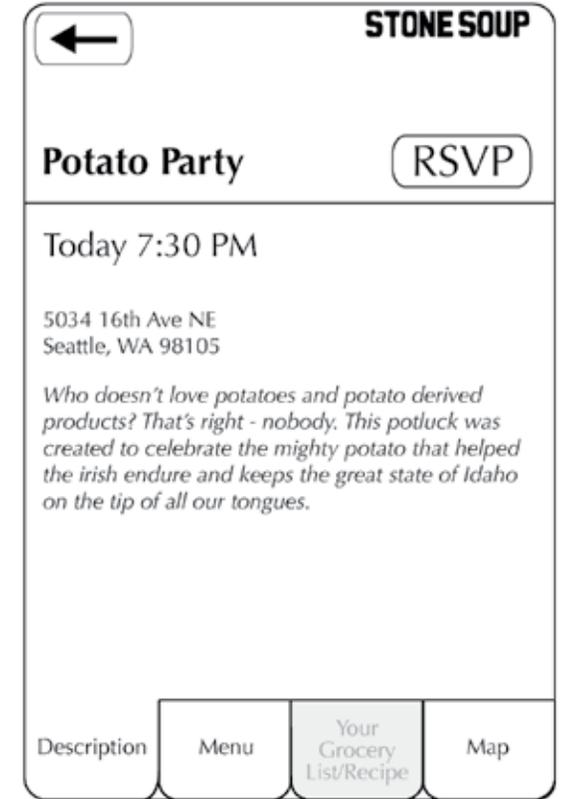 STONE SOUP
Potato Party
RSVP
Today 7:30 PM
5034 16th Ave NE
Seattle, WA 98105
Who doesn't love potatoes and potato derived
products? That's right - nobody. This potluck was
created to celebrate the mighty potato that helped
the irish endure and keeps the great state of Idaho
on the tip of all our tongues.
Description
Menu
Your
Grocery
List/Recipe
Map